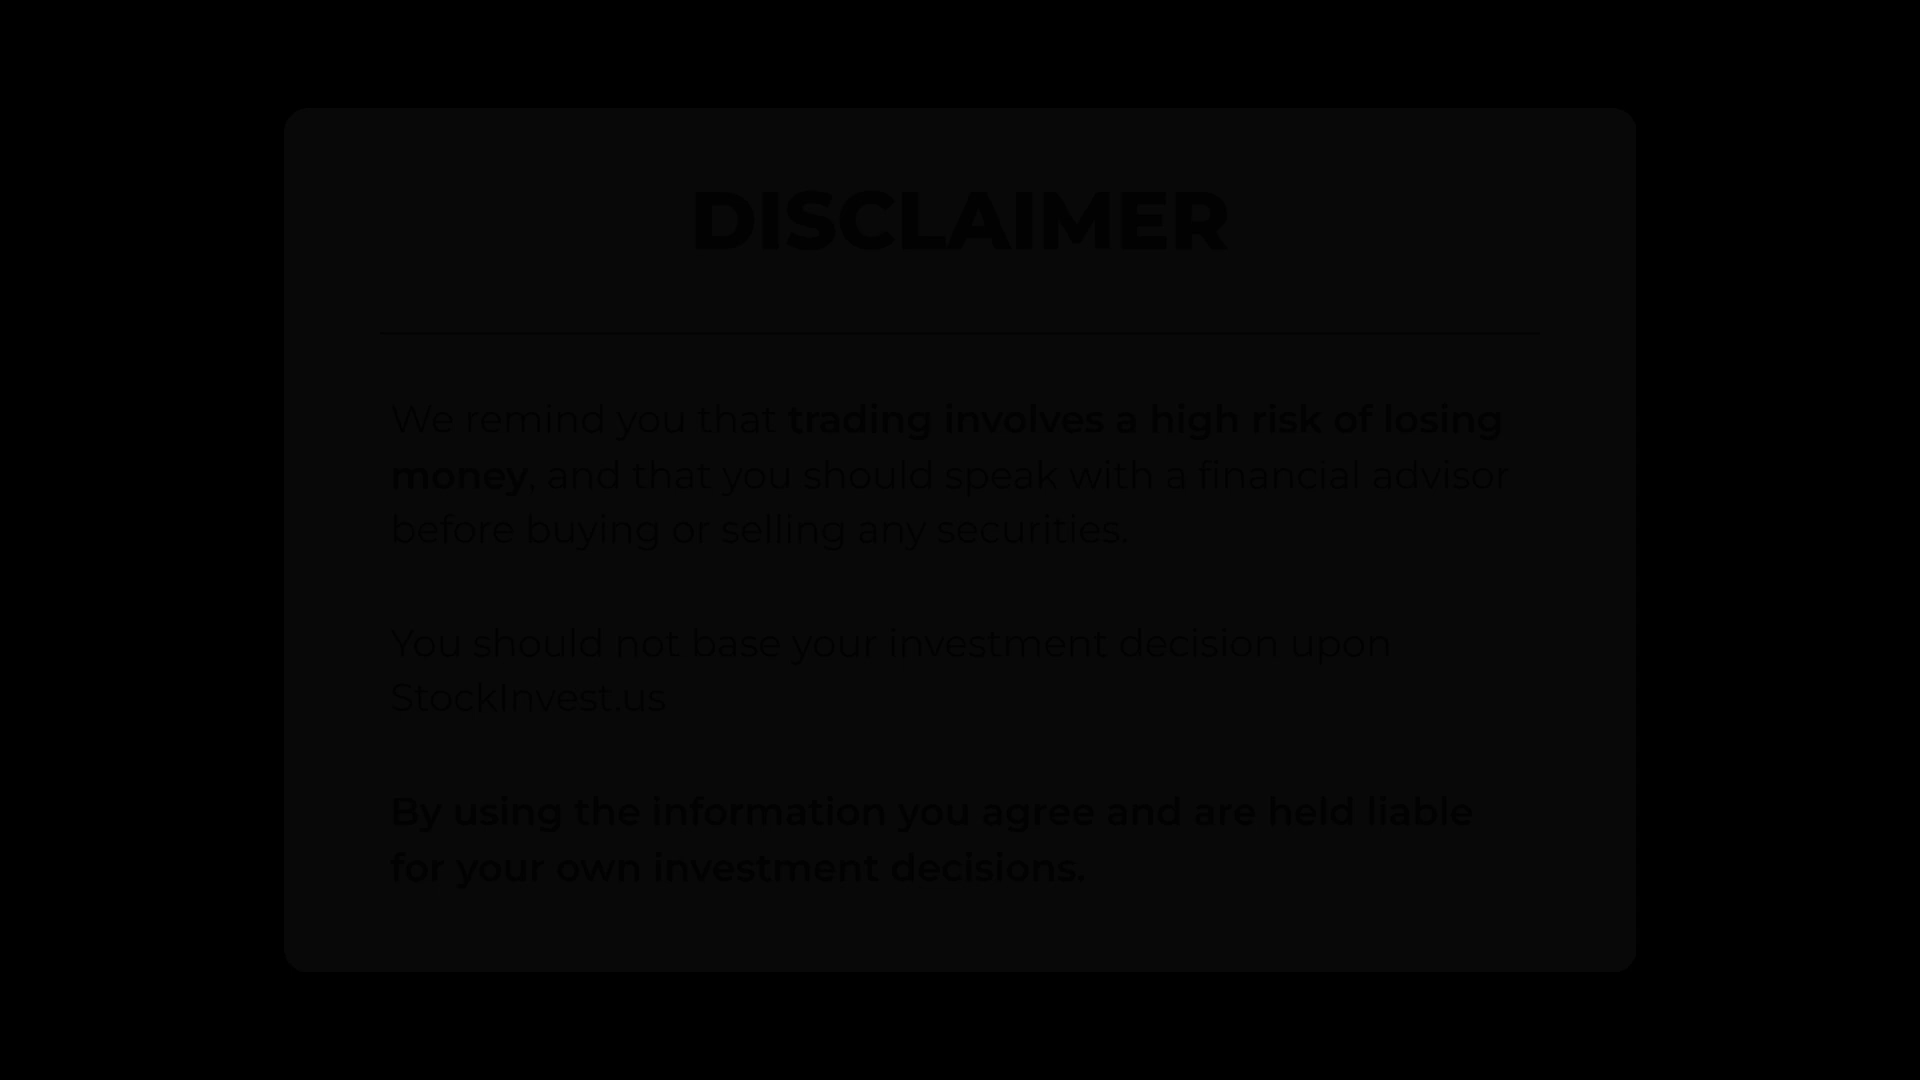 DISCLAIMER
We remind you that trading involves a high risk of losing
money, and that you should speak with a financial advisor
before buying or selling any securities.
You should not base your investment decision upon
StockInvest.us
By using the information you agree and are held liable
for your own investment decisions.